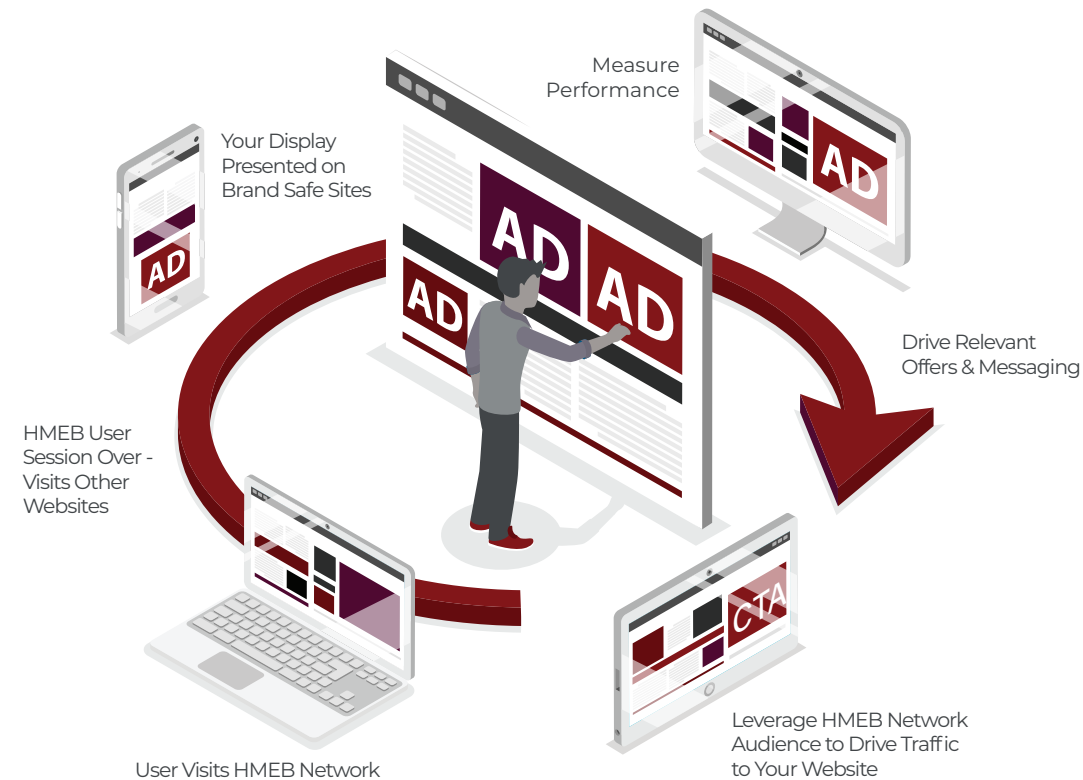 Measure
Performance
Your Display
Presented on
Brand Safe Sites
AD
AD
AD
AD
AD
Drive Relevant
Offers & Messaging
HMEB User
Session Over -
Visits Other
Websites
CTA
Leverage HMEB Network
Audience to Drive Traffic
to Your Website
User Visits HMEB Network